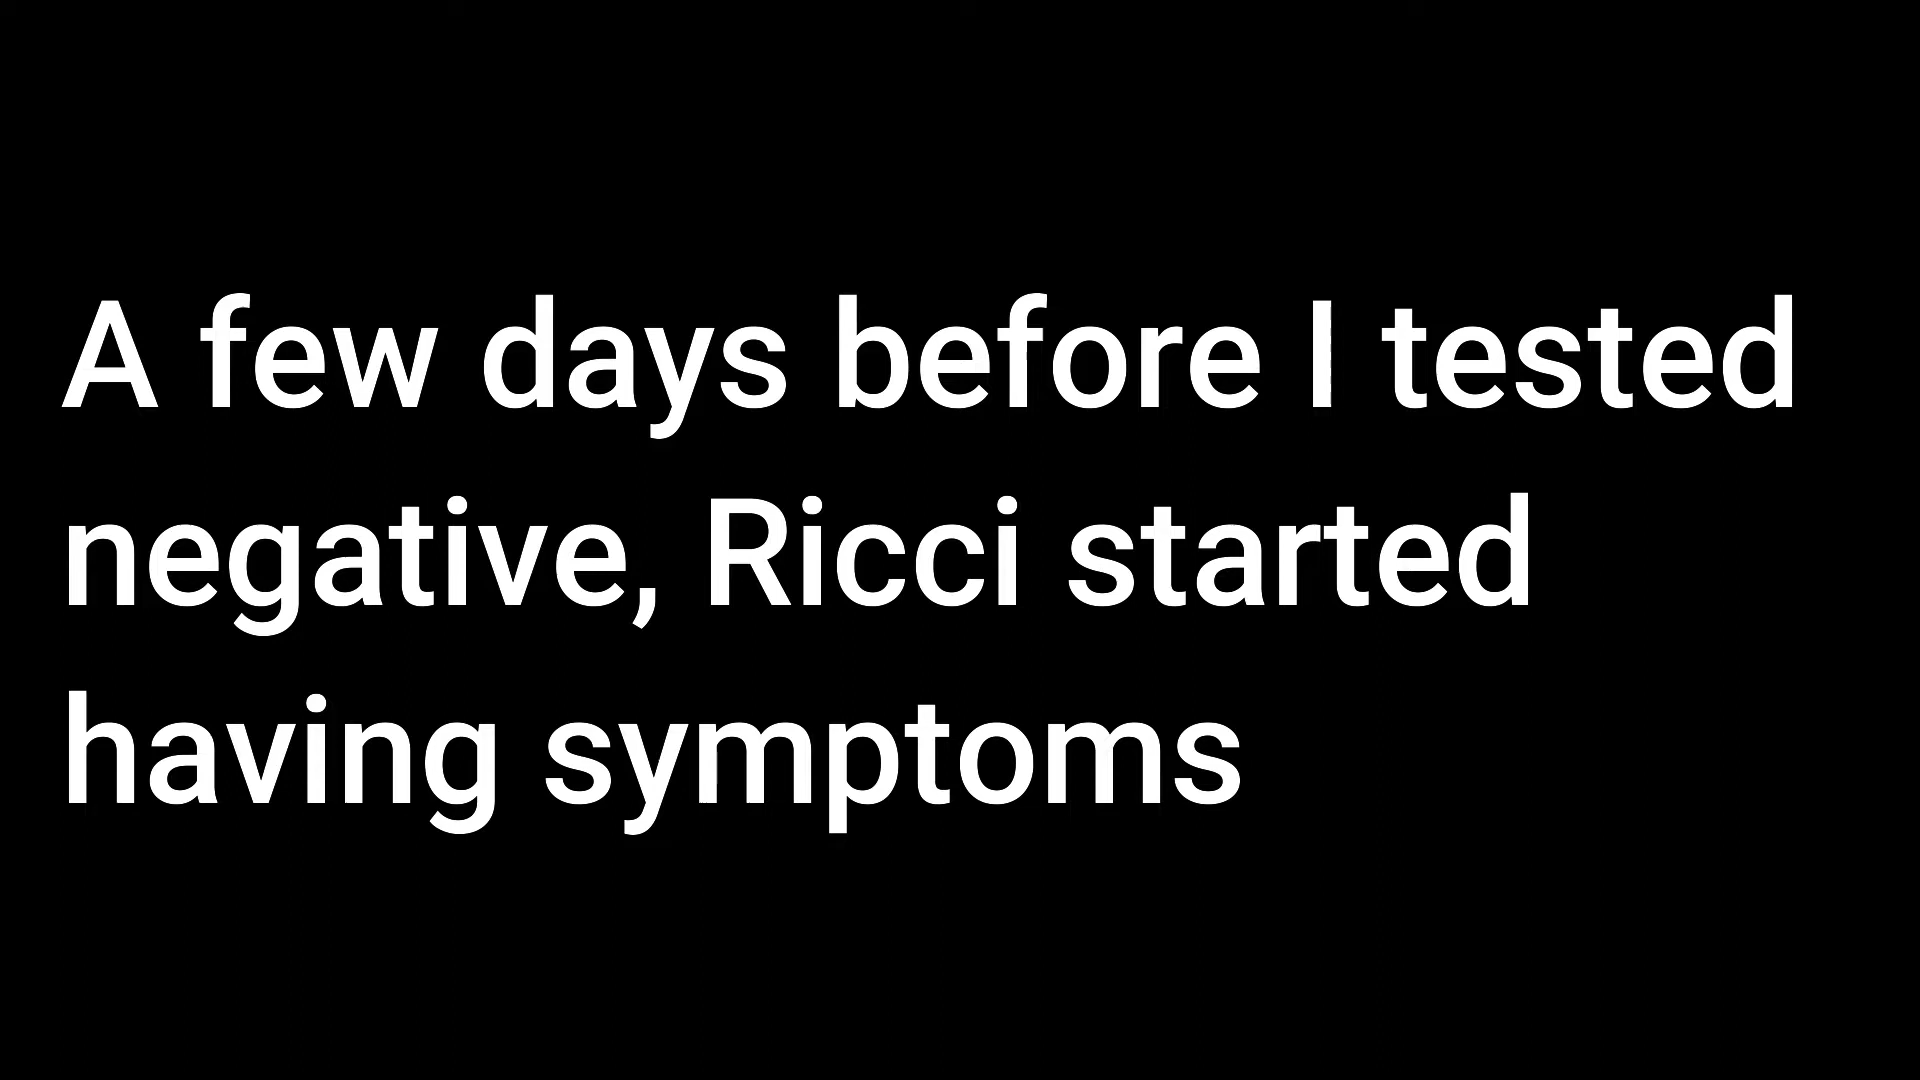 A few days before I tested
negative, Ricci started
having symptoms